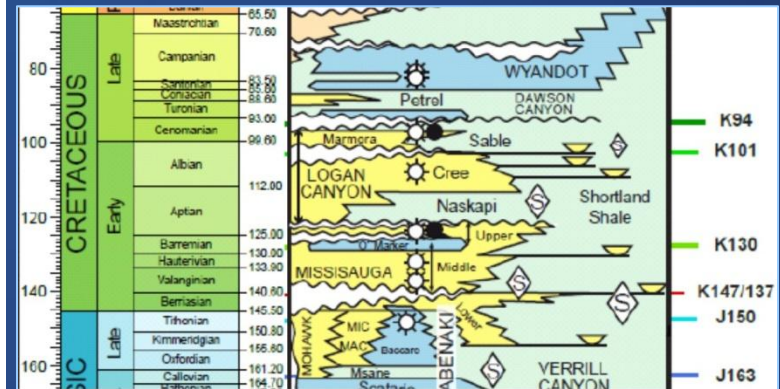 65.50
Maastrichtian
70.60
Campanian
80
Late
83.50
Santonian
85.80
Coniacian
88.60
Turonian
93.00
Cenomanian
99.60
100
CRETACEOUS
Albian
112.00
Early
Aptian
120
125.00
Barremian
130.00
Hauterivian
133.90
Valanginian
140
140.60
Berriasian
145.50
Tithonian
150.80
Late
Kimmeridgian
155.60
Oxfordian
160
161.20
Callovian
164.70
SIC
WYANDOT
Petrel
DAWSON
CANYON
Marmora
Sable
S
LOGAN
CANYON
Cree
Naskapi
S
Shortland
Shale
Upper
O' Marker
MISSISAUGA
Middle
S
S
Lower
MOHAWK
MIC
MAC
Baccaro
ABENAKI
Misaine
Scatarie
S
VERRILL
CANYON
K94
K101
K130
K147/137
J150
J163